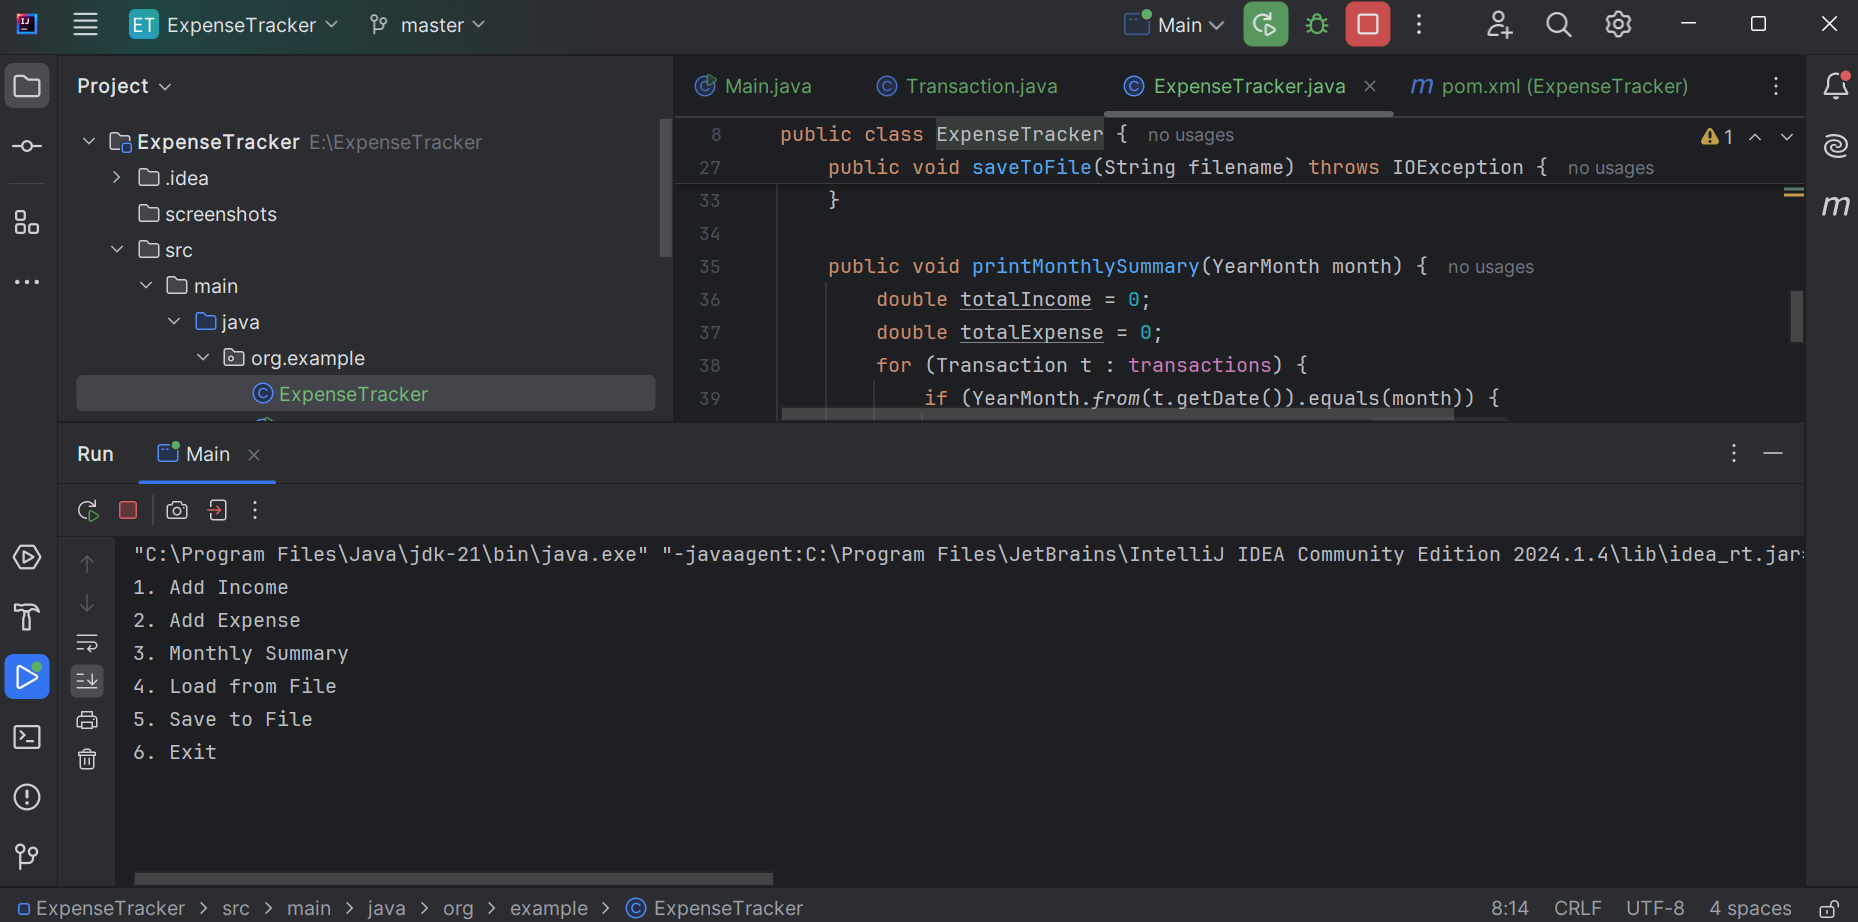 ET ExpenseTracker master Main
Project
Main.java Transaction.java ExpenseTracker.java m pom.xml (ExpenseTracker)
ExpenseTracker E:\ExpenseTracker
.idea
screenshots
src
main
java
org.example
ExpenseTracker
8 public class ExpenseTracker { no usages
1
27 public void saveToFile(String filename) throws IOException { no usages
33 }
34
35 public void printMonthlySummary(YearMonth month) { no usages
36 double totalIncome = 0;
37 double totalExpense = 0;
38 for (Transaction t : transactions) {
39 if (YearMonth.from(t.getDate()).equals(month)) {
m
Run Main
"C:\Program Files\Java\jdk-21\bin\java.exe" "-javaagent:C:\Program Files\JetBrains\IntelliJ IDEA Community Edition 2024.1.4\lib\idea_rt.jar=
1. Add Income
2. Add Expense
3. Monthly Summary
4. Load from File
5. Save to File
6. Exit
ExpenseTracker > src > main > java > org > example > ExpenseTracker
8:14 CRLF UTF-8 4 spaces